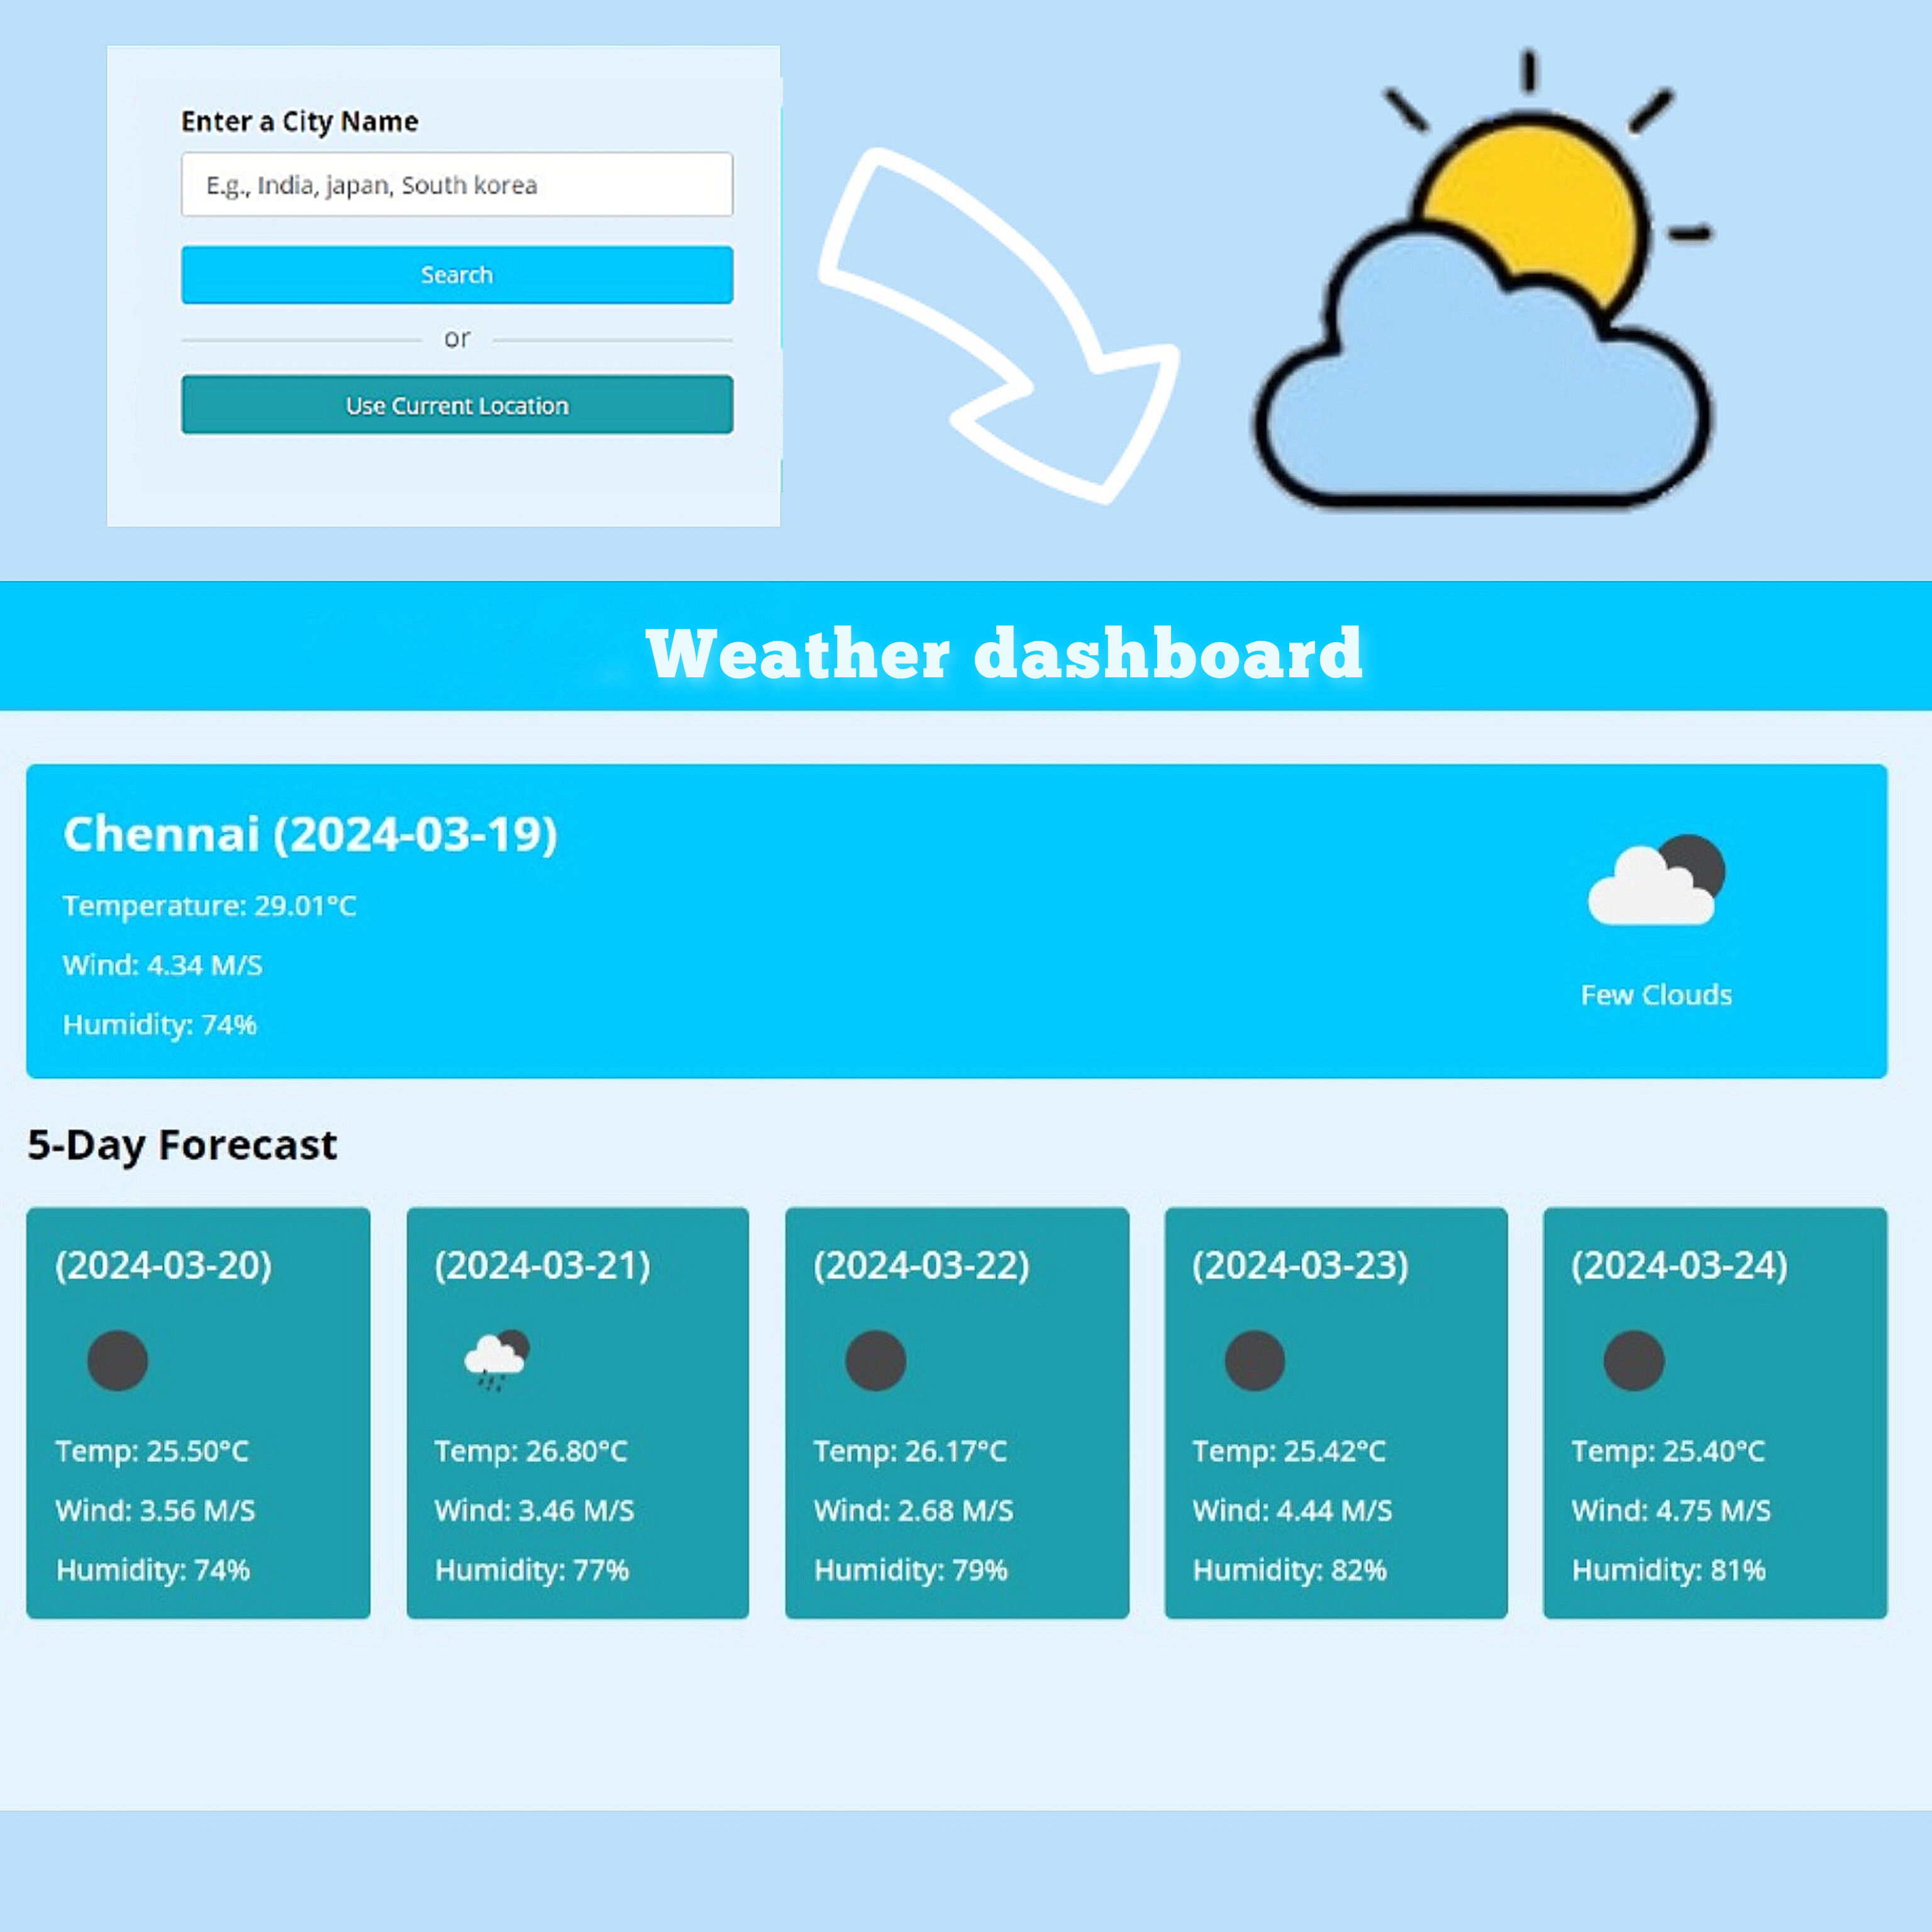 Enter a City Name
E.g., India, japan, South korea
Search
or
Use Current Location
Weather dashboard
Chennai (2024-03-19)
Temperature: 29.01°C
Wind: 4.34 M/S
Humidity: 74%
Few Clouds
5-Day Forecast
(2024-03-20)
Temp: 25.50°C
Wind: 3.56 M/S
Humidity: 74%
(2024-03-21)
Temp: 26.80°C
Wind: 3.46 M/S
Humidity: 77%
(2024-03-22)
Temp: 26.17°C
Wind: 2.68 M/S
Humidity: 79%
(2024-03-23)
Temp: 25.42°C
Wind: 4.44 M/S
Humidity: 82%
(2024-03-24)
Temp: 25.40°C
Wind: 4.75 M/S
Humidity: 81%